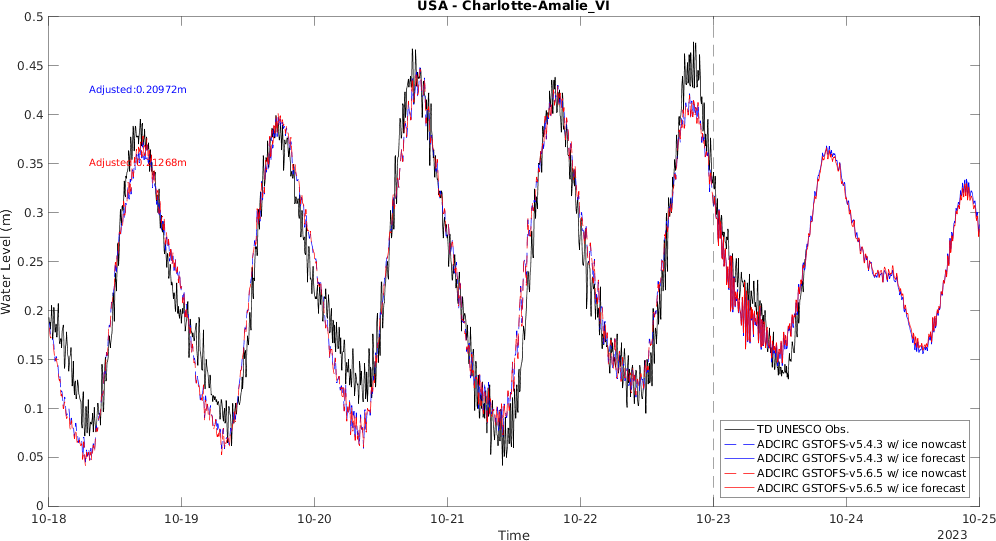 USA - Charlotte-Amalie_VI
0.5
0.45
0.4
0.35
0.3
0.25
0.2
0.15
0.1
0.05
0
Water Level (m)
Adjusted:0.20972m
Adjusted:0.21268m
TD UNESCO Obs.
ADCIRC GSTOFS-v5.4.3 w/ ice nowcast
ADCIRC GSTOFS-v5.4.3 w/ ice forecast
ADCIRC GSTOFS-v5.6.5 w/ ice nowcast
ADCIRC GSTOFS-v5.6.5 w/ ice forecast
10-18 10-19 10-20 10-21 10-22 10-23 10-24 10-25
Time
2023